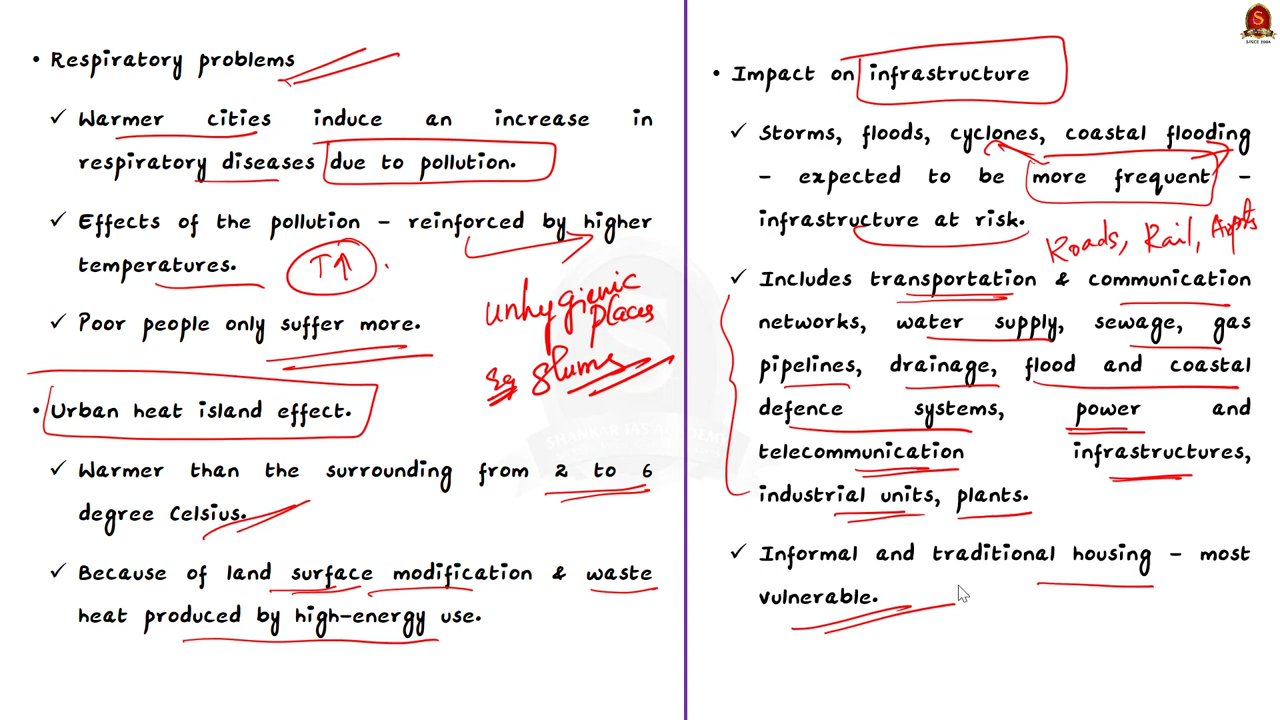 • Respiratory problems
✓ Warmer cities induce an increase in
respiratory diseases due to pollution.
✓ Effects of the pollution – reinforced by higher
temperatures.
T↑
✓ Poor people only suffer more.
unhygienic
places
eg slums
• Urban heat island effect.
✓ Warmer than the surrounding from 2 to 6
degree Celsius.
✓ Because of land surface modification & waste
heat produced by high-energy use.
• Impact on infrastructure
✓ Storms, floods, cyclones, coastal flooding
– expected to be more frequent –
infrastructure at risk.
Roads, Rail,
✓ Includes transportation & communication
networks, water supply, sewage, gas
pipelines, drainage, flood and coastal
defence systems, power and
telecommunication infrastructures,
industrial units, plants.
✓ Informal and traditional housing – most
vulnerable.
SHANKAR IAS ACADEMY
S
SINCE 2004